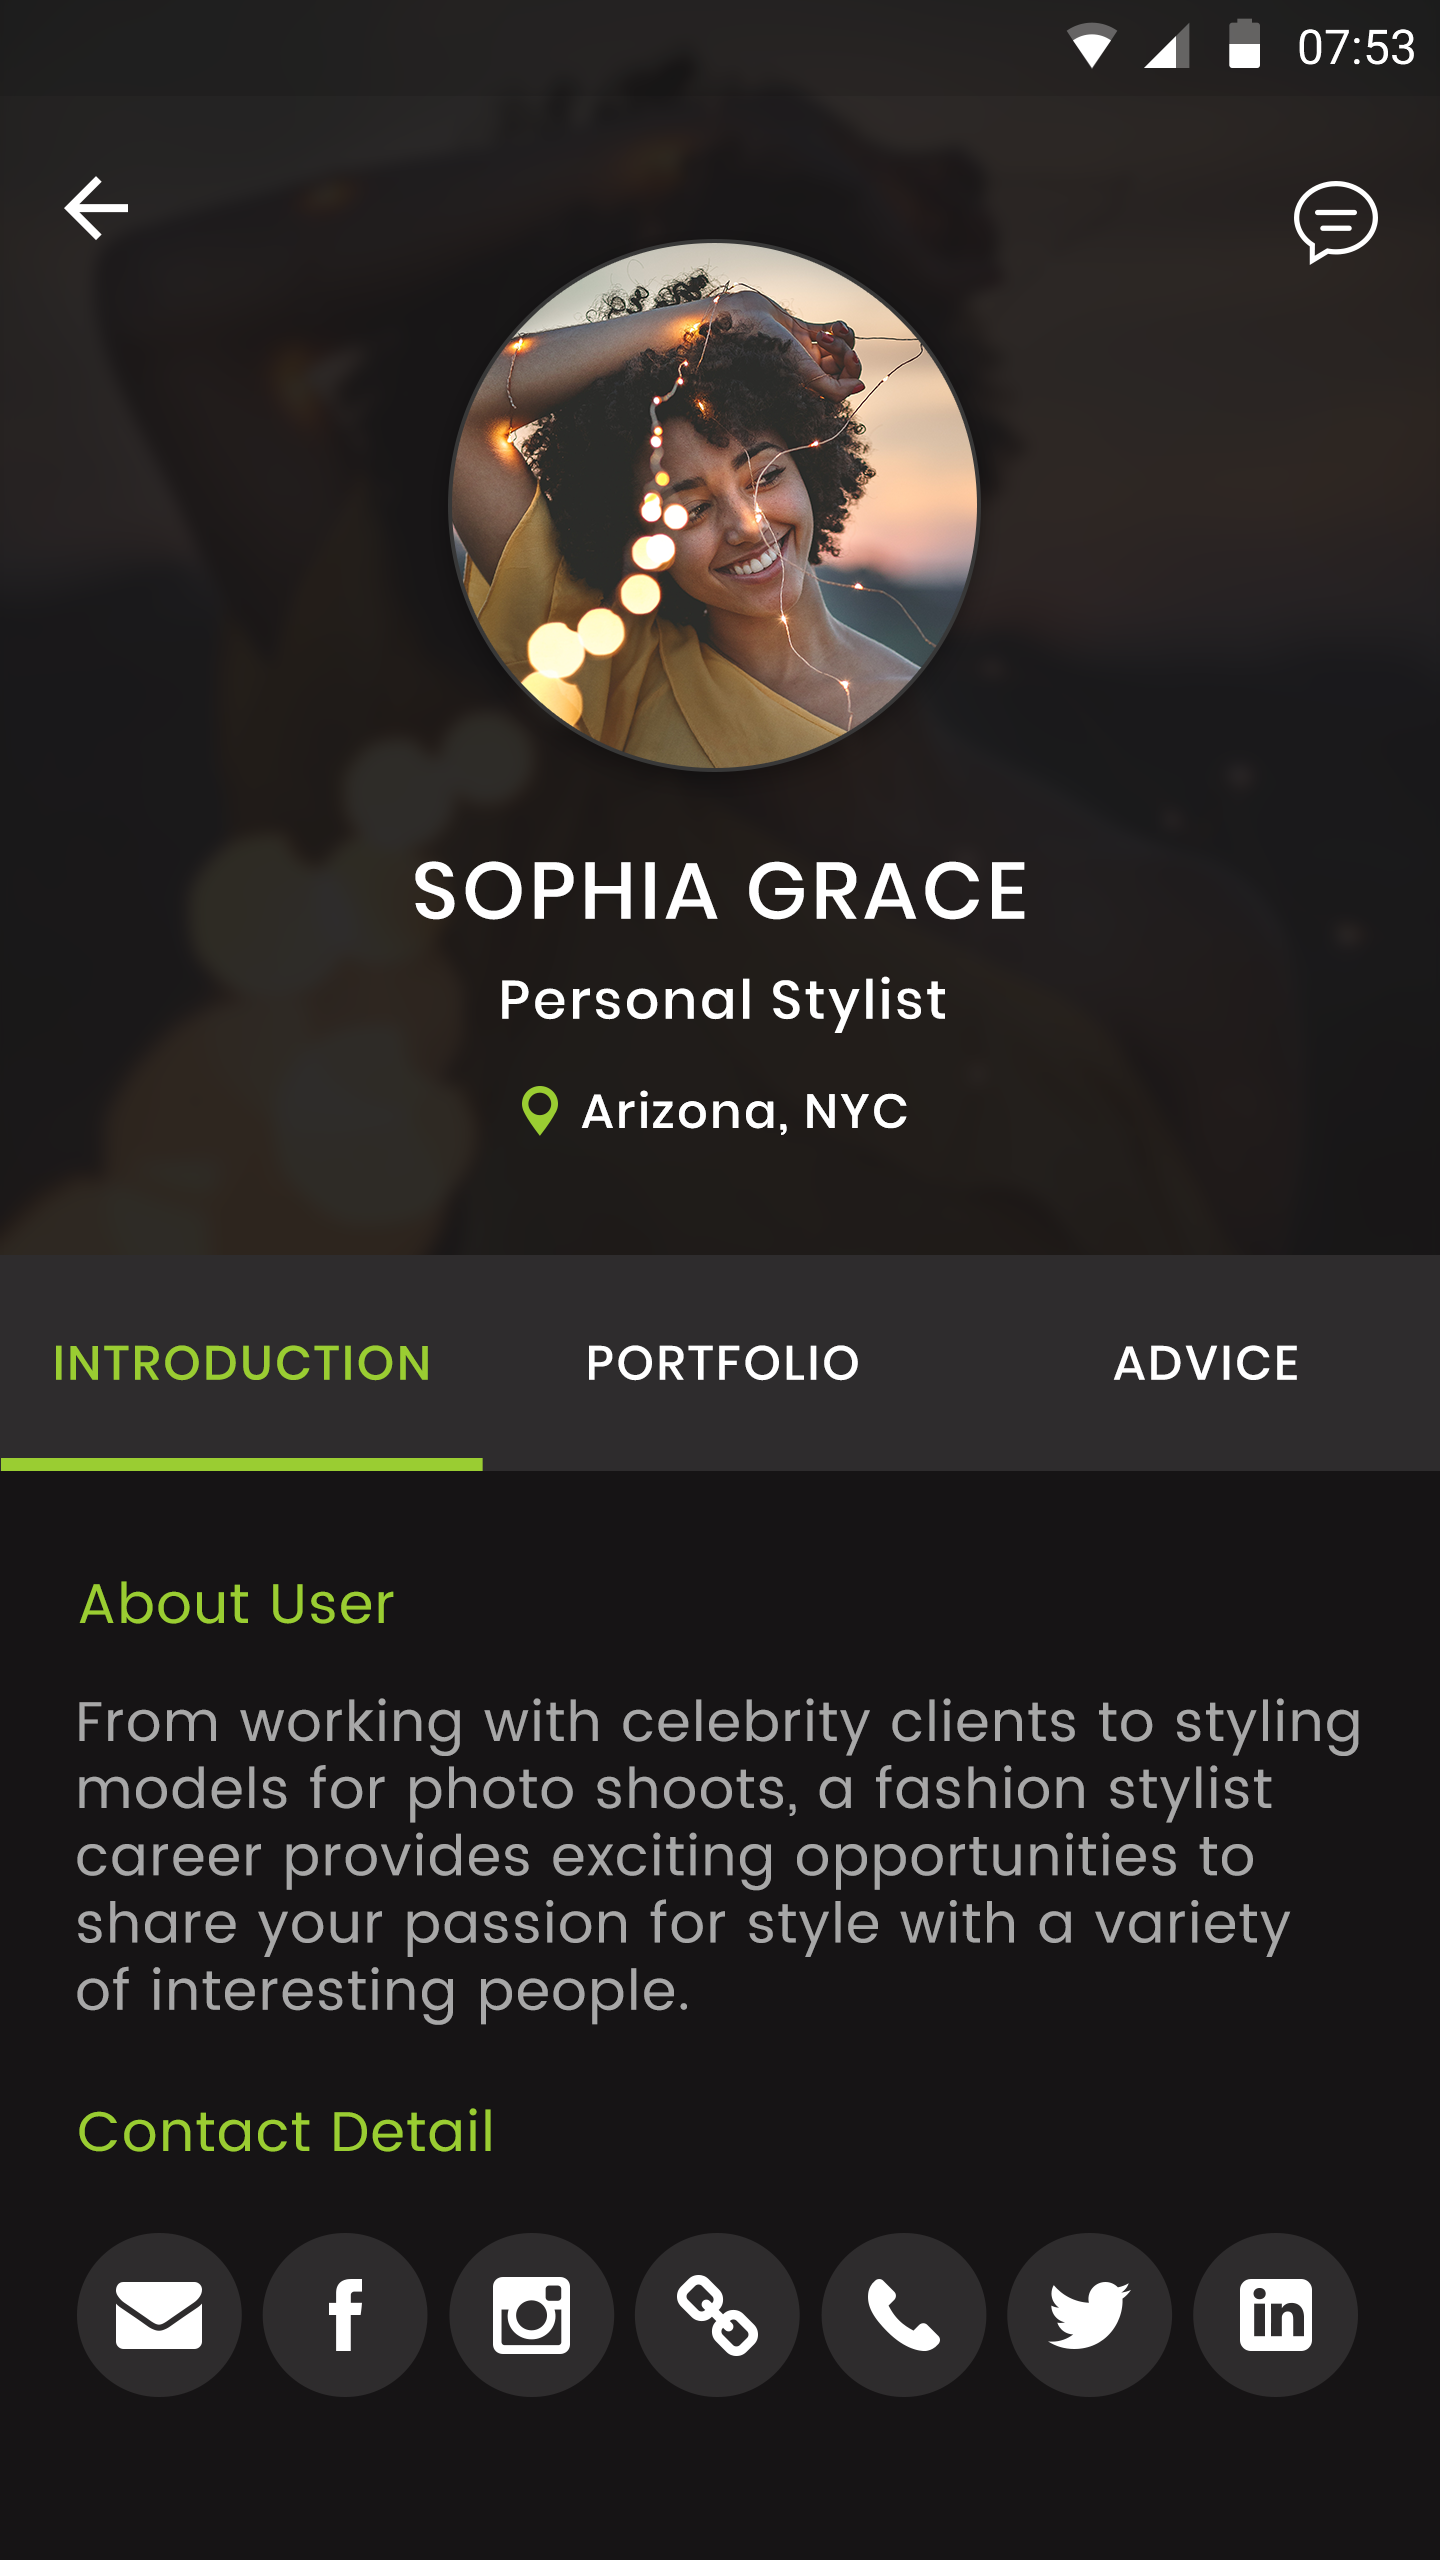 07:53
SOPHIA GRACE
Personal Stylist
Arizona, NYC
INTRODUCTION PORTFOLIO ADVICE
About User
From working with celebrity clients to styling
models for photo shoots, a fashion stylist
career provides exciting opportunities to
share your passion for style with a variety
of interesting people.
Contact Detail
f in